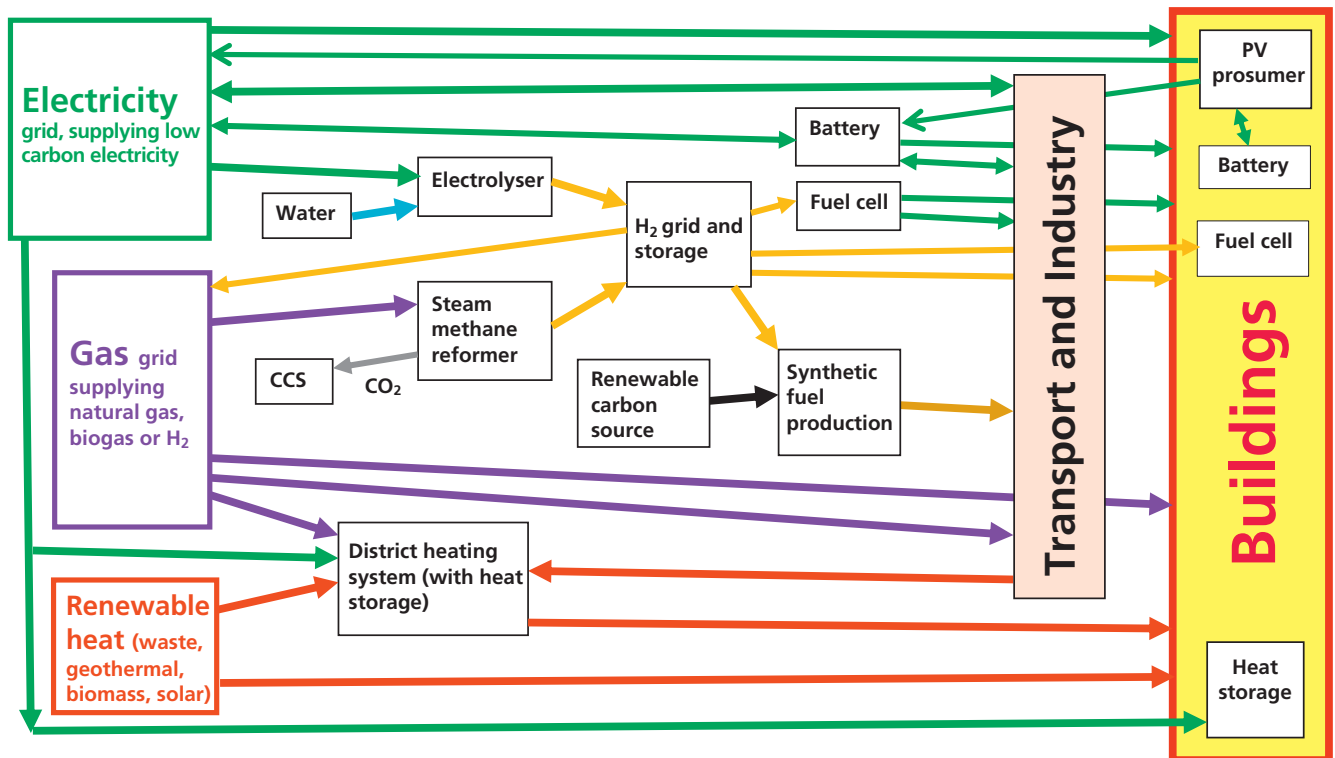 Electricity
grid, supplying low
carbon electricity
PV
prosumer
Battery
Battery
Electrolyser
Water
Fuel cell
H₂ grid and
storage
Fuel cell
Gas grid
supplying
natural gas,
biogas or H₂
Steam
methane
reformer
CCS
CO₂
Renewable
carbon
source
Synthetic
fuel
production
Transport and Industry
Buildings
District heating
system (with heat
storage)
Renewable
heat (waste,
geothermal,
biomass, solar)
Heat
storage